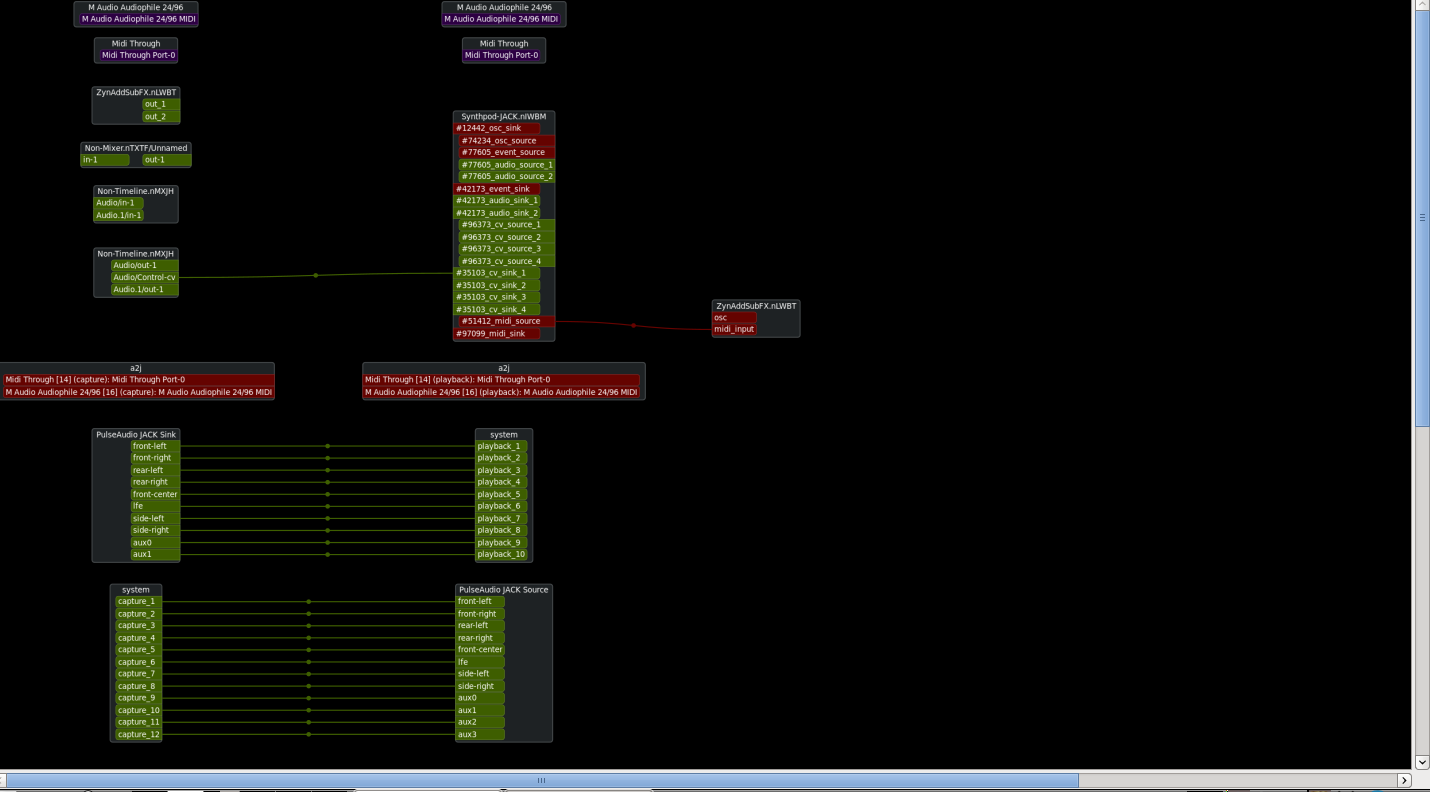 M Audio Audiophile 24/96
M Audio Audiophile 24/96 MIDI
M Audio Audiophile 24/96
M Audio Audiophile 24/96 MIDI
Midi Through
Midi Through Port-0
Midi Through
Midi Through Port-0
ZynAddSubFX.nLWBT
out_1
out_2
Non-Mixer.nTXTF/Unnamed
in-1 out-1
Non-Timeline.nMXJH
Audio/in-1
Audio.1/in-1
Non-Timeline.nMXJH
Audio/out-1
Audio/Control-cv
Audio.1/out-1
Synthpod-JACK.nIWBM
#12442_osc_sink
#74234_osc_source
#77605_event_source
#77605_audio_source_1
#77605_audio_source_2
#42173_event_sink
#42173_audio_sink_1
#42173_audio_sink_2
#96373_cv_source_1
#96373_cv_source_2
#96373_cv_source_3
#96373_cv_source_4
#35103_cv_sink_1
#35103_cv_sink_2
#35103_cv_sink_3
#35103_cv_sink_4
#51412_midi_source
#97099_midi_sink
ZynAddSubFX.nLWBT
osc
midi_input
a2j
Midi Through [14] (capture): Midi Through Port-0
M Audio Audiophile 24/96 [16] (capture): M Audio Audiophile 24/96 MIDI
a2j
Midi Through [14] (playback): Midi Through Port-0
M Audio Audiophile 24/96 [16] (playback): M Audio Audiophile 24/96 MIDI
PulseAudio JACK Sink
front-left
front-right
rear-left
rear-right
front-center
lfe
side-left
side-right
aux0
aux1
system
playback_1
playback_2
playback_3
playback_4
playback_5
playback_6
playback_7
playback_8
playback_9
playback_10
system
capture_1
capture_2
capture_3
capture_4
capture_5
capture_6
capture_7
capture_8
capture_9
capture_10
capture_11
capture_12
PulseAudio JACK Source
front-left
front-right
rear-left
rear-right
front-center
lfe
side-left
side-right
aux0
aux1
aux2
aux3